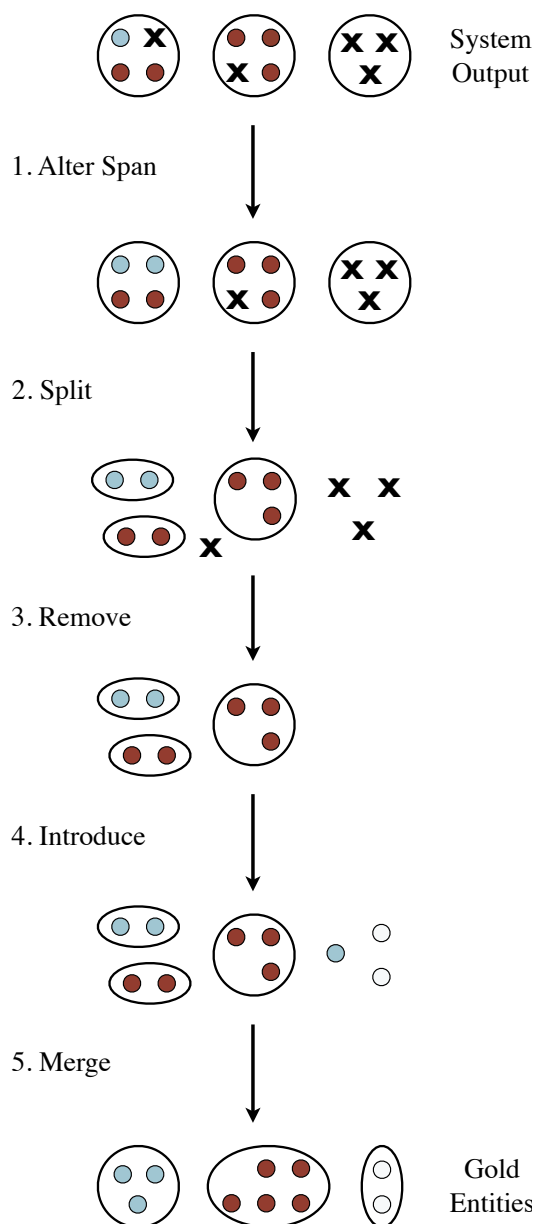 System
Output
1. Alter Span
2. Split
3. Remove
4. Introduce
5. Merge
Gold
Entities